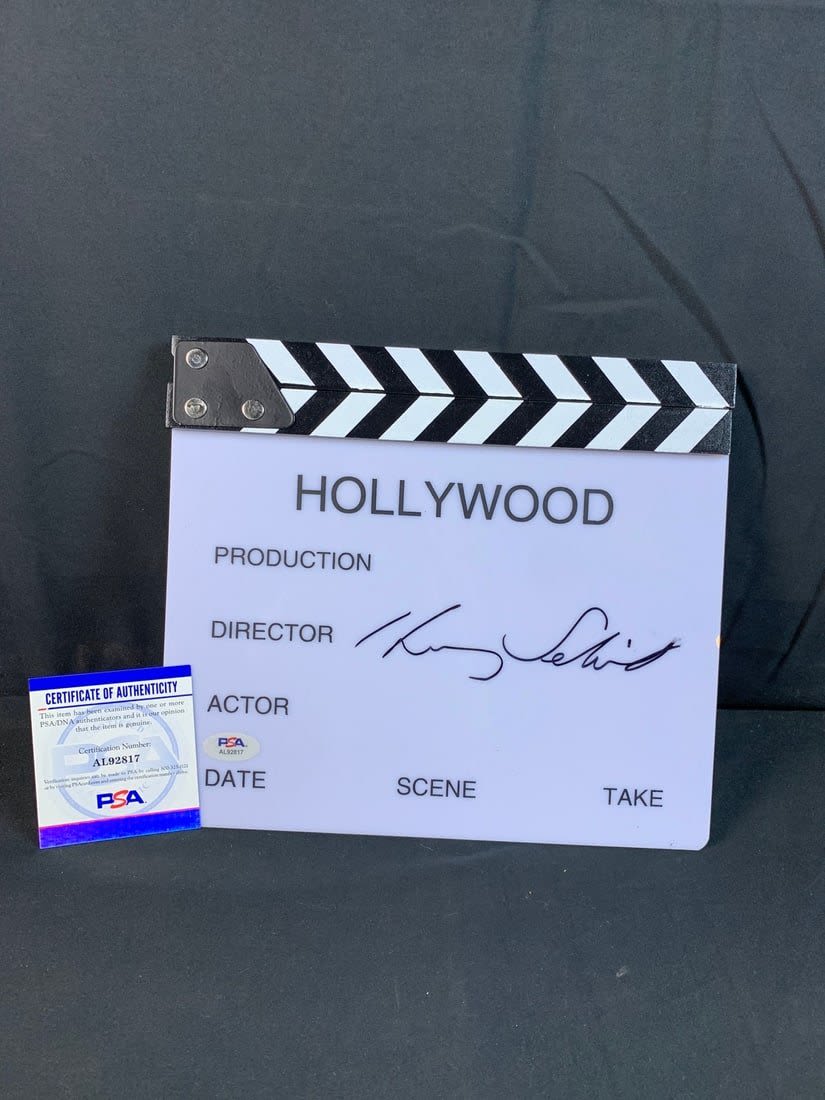 HOLLYWOOD
PRODUCTION
DIRECTOR
ACTOR
PSA
AL92817
DATE
SCENE
TAKE
CERTIFICATE OF AUTHENTICITY
This item has been examined by one or more
PSA/DNA authenticators and it is our opinion
that the item is genuine.
Certification Number:
AL92817
PSA